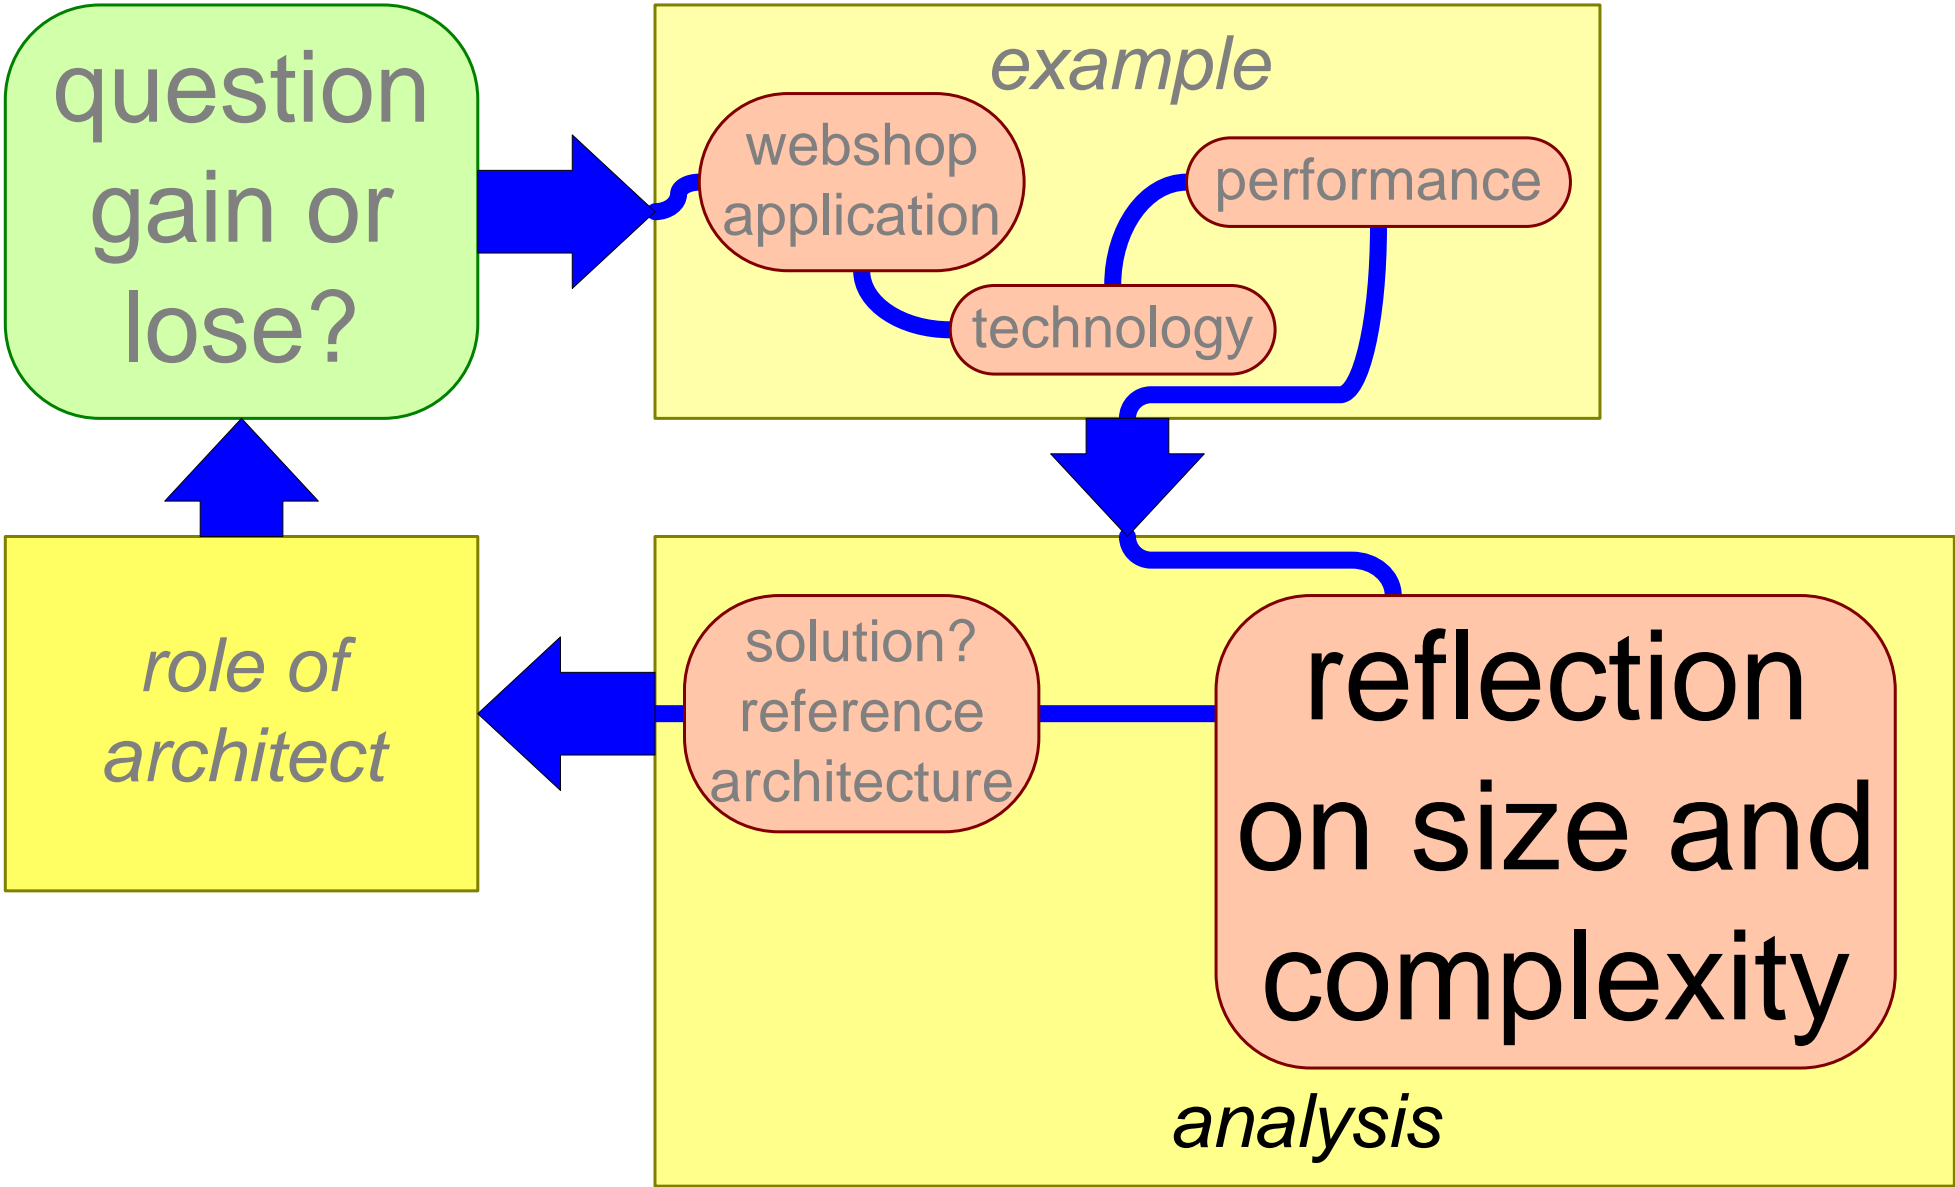 question
gain or
lose?
example
webshop
application
performance
technology
role of
architect
solution?
reference
architecture
reflection
on size and
complexity
analysis